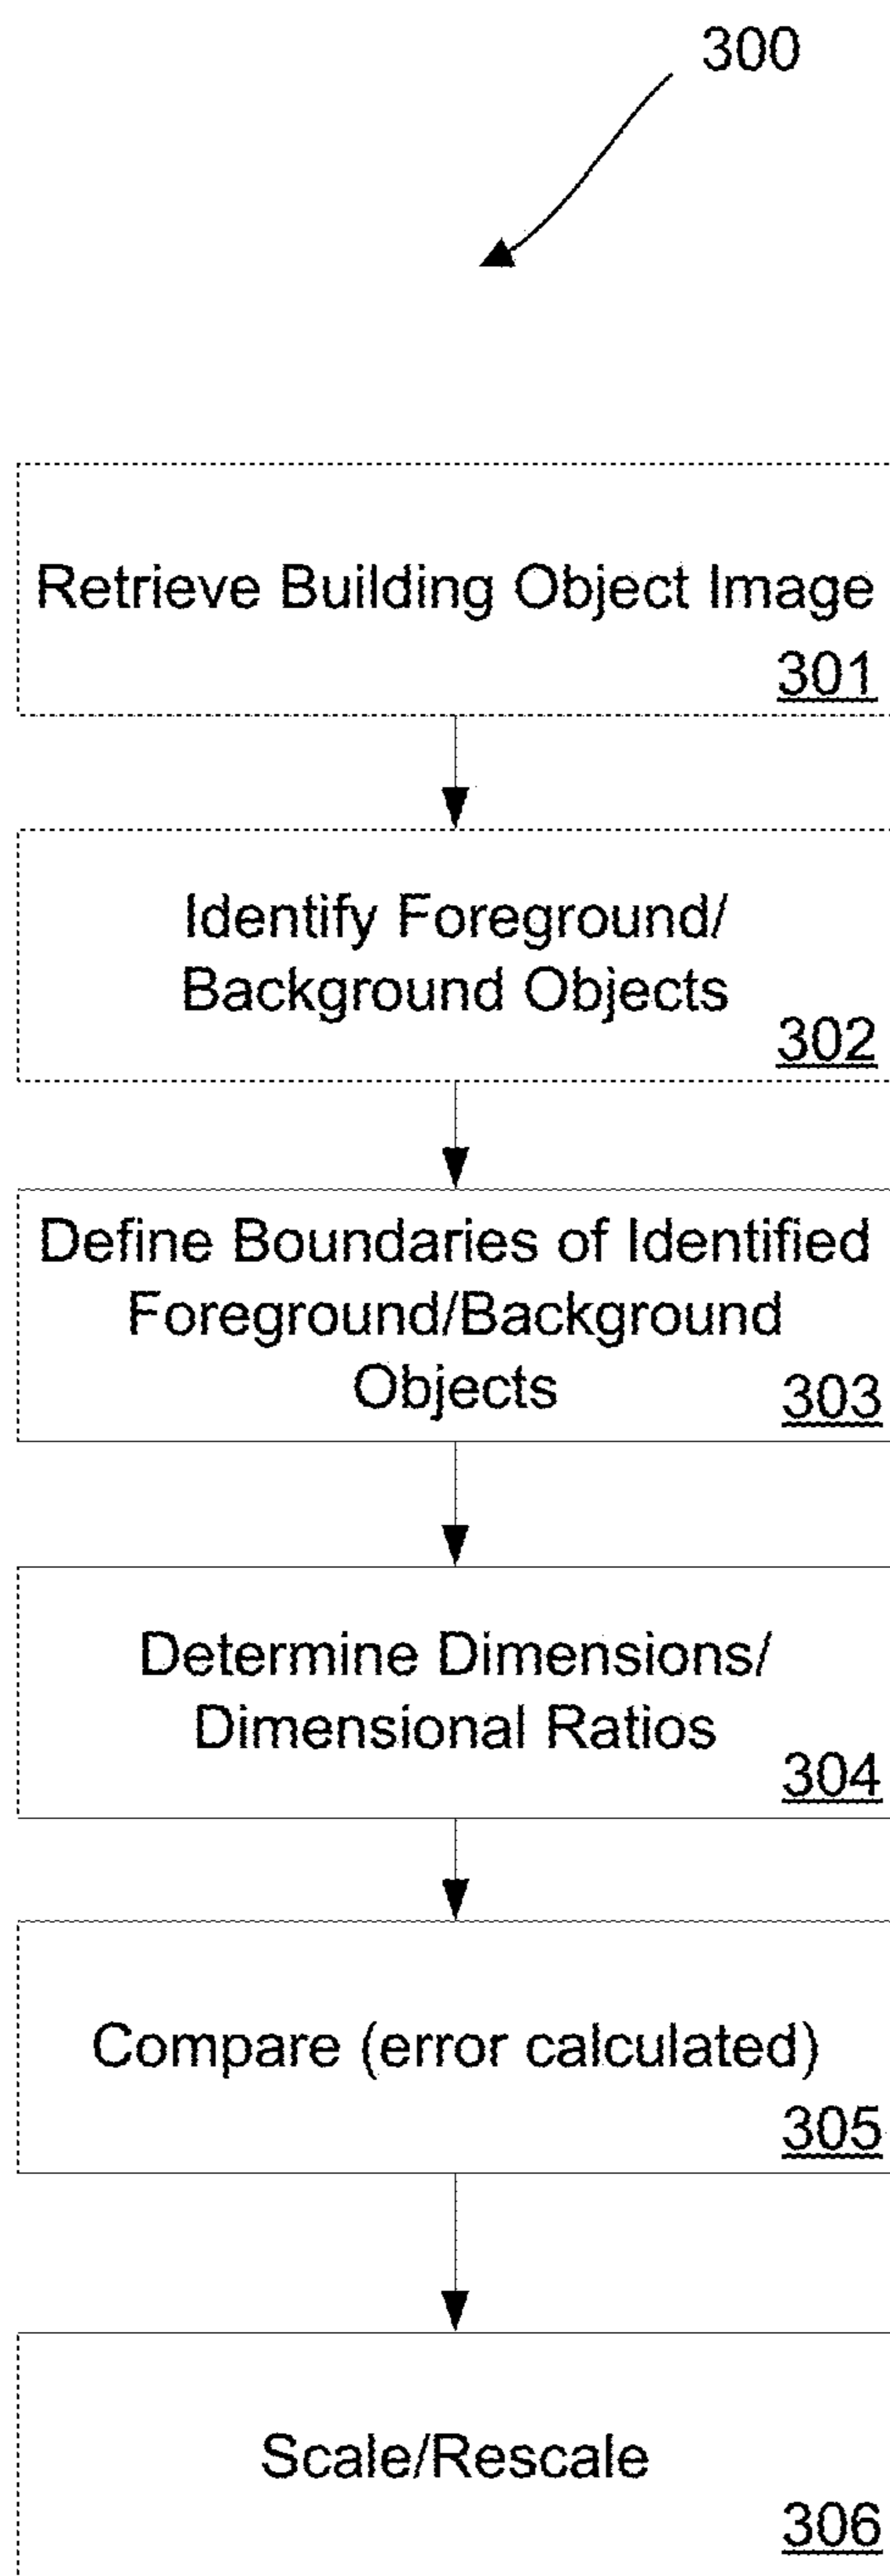 300
Retrieve Building Object Image
301
Identify Foreground/
Background Objects
302
Define Boundaries of Identified
Foreground/Background
Objects
303
Determine Dimensions/
Dimensional Ratios
304
Compare (error calculated)
305
Scale/Rescale
306